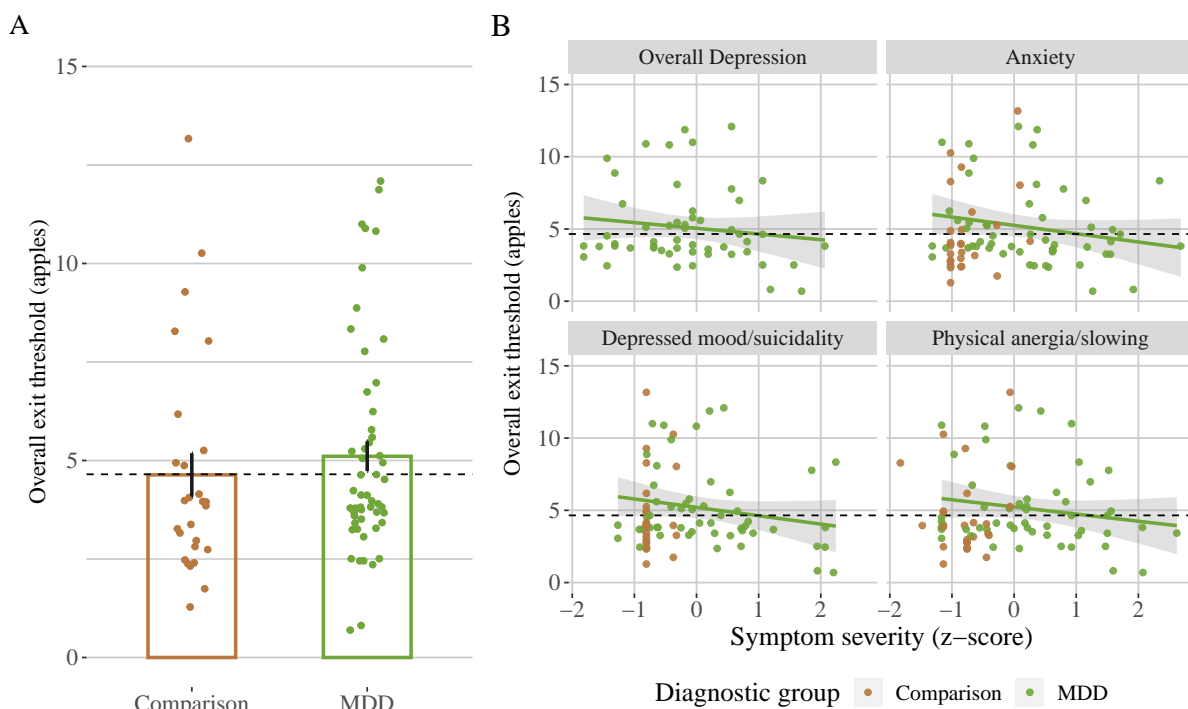 A
Overall exit threshold (apples)
15
10
5
0
Comparison
MDD
B
Overall exit threshold (apples)
Overall Depression
Anxiety
15
10
5
0
Depressed mood/suicidality
Physical anergia/slowing
15
10
5
0
−2 −1 0 1 2 −2 −1 0 1 2
Symptom severity (z−score)
Diagnostic group Comparison MDD